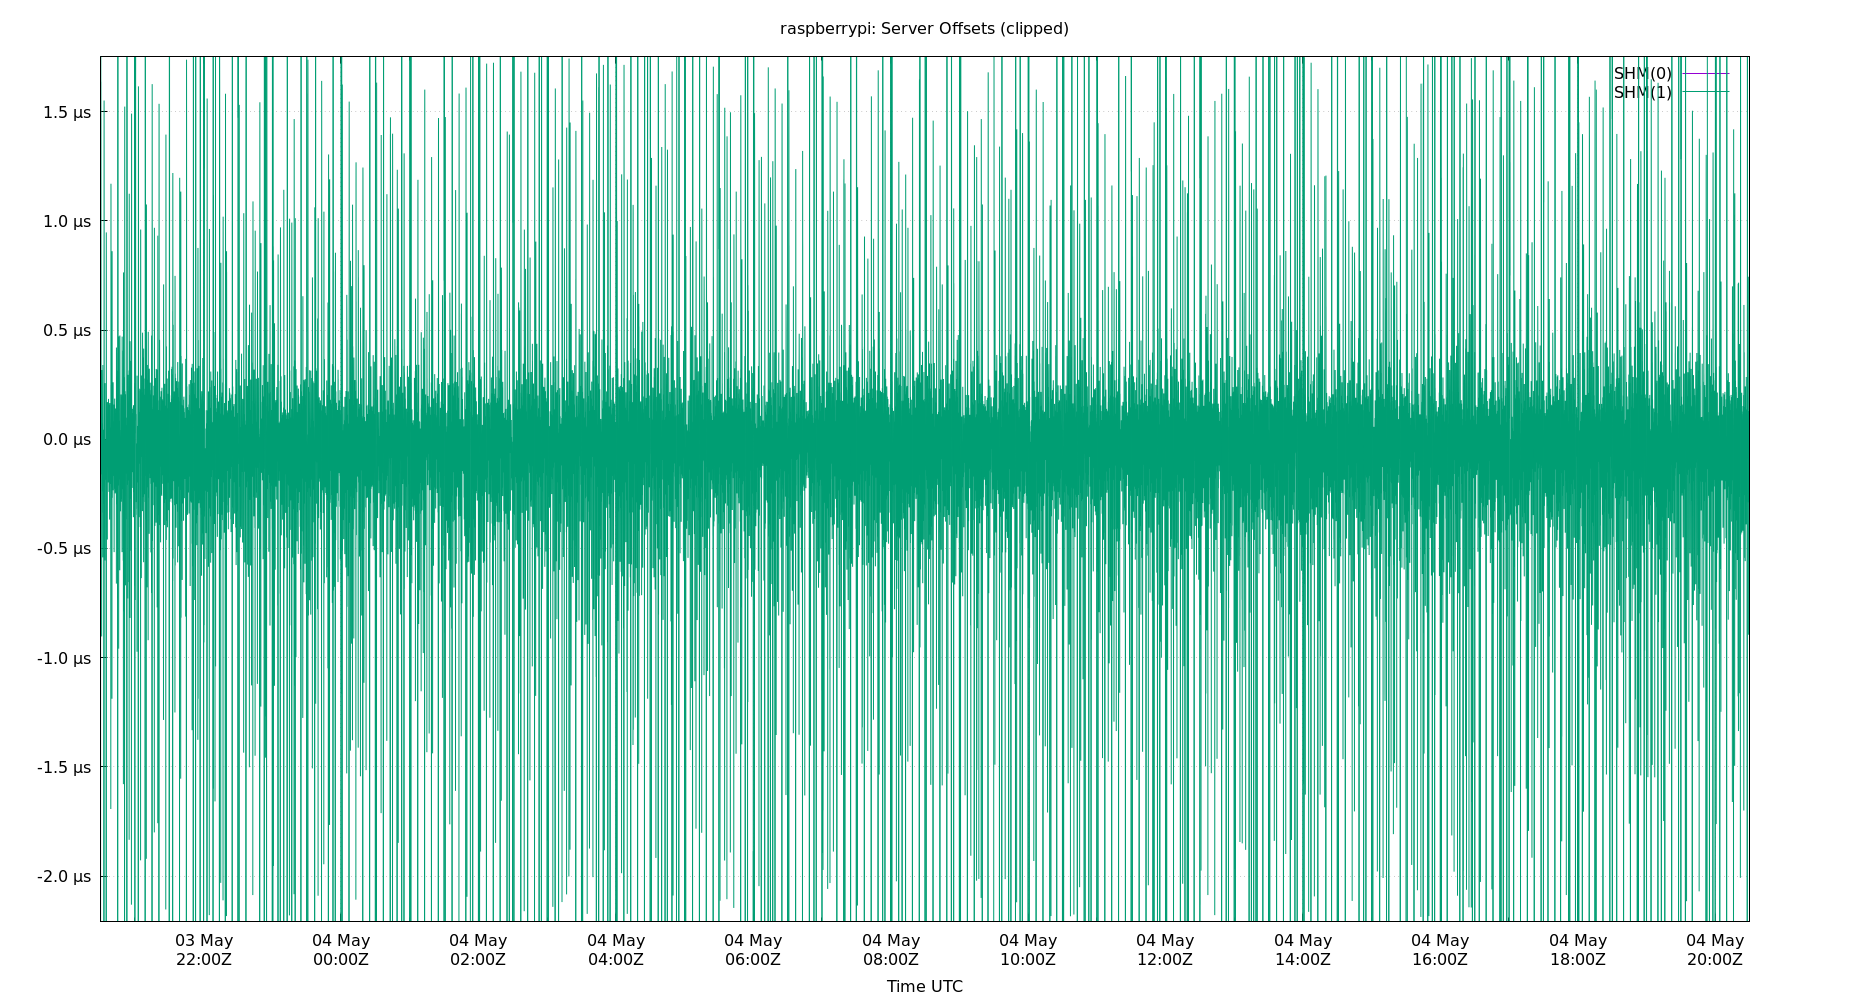 raspberrypi: Server Offsets (clipped)
SHM(0)
SHM(1)
1.5 µs
1.0 µs
0.5 µs
0.0 µs
-0.5 µs
-1.0 µs
-1.5 µs
-2.0 µs
03 May 04 May 04 May 04 May 04 May 04 May 04 May 04 May 04 May 04 May 04 May 04 May
22:00Z 00:00Z 02:00Z 04:00Z 06:00Z 08:00Z 10:00Z 12:00Z 14:00Z 16:00Z 18:00Z 20:00Z
Time UTC